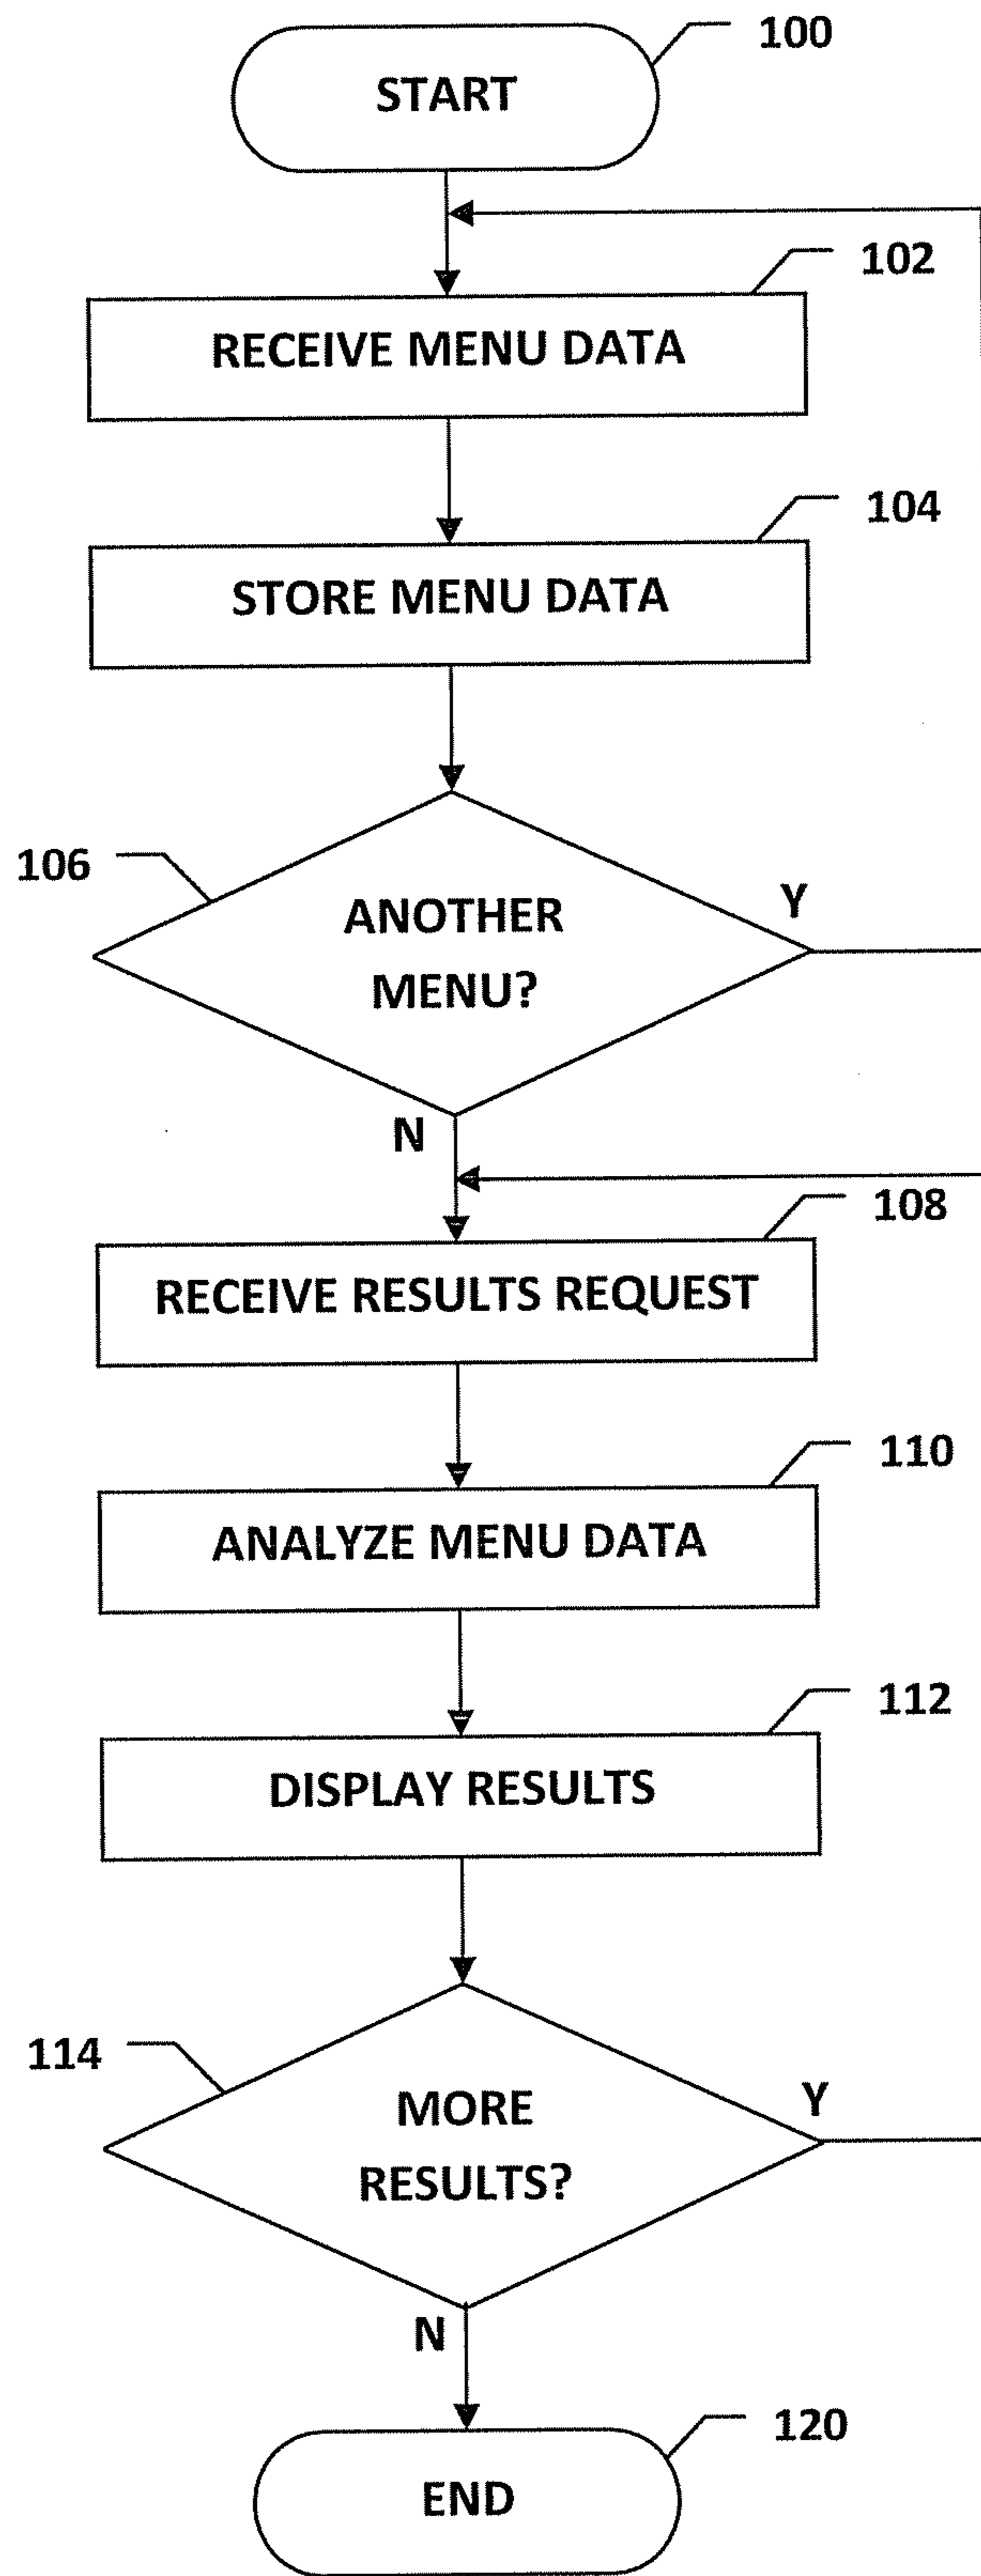 100
START
102
RECEIVE MENU DATA
104
STORE MENU DATA
106
ANOTHER
MENU?
Y
N
108
RECEIVE RESULTS REQUEST
110
ANALYZE MENU DATA
112
DISPLAY RESULTS
114
MORE
RESULTS?
Y
N
120
END